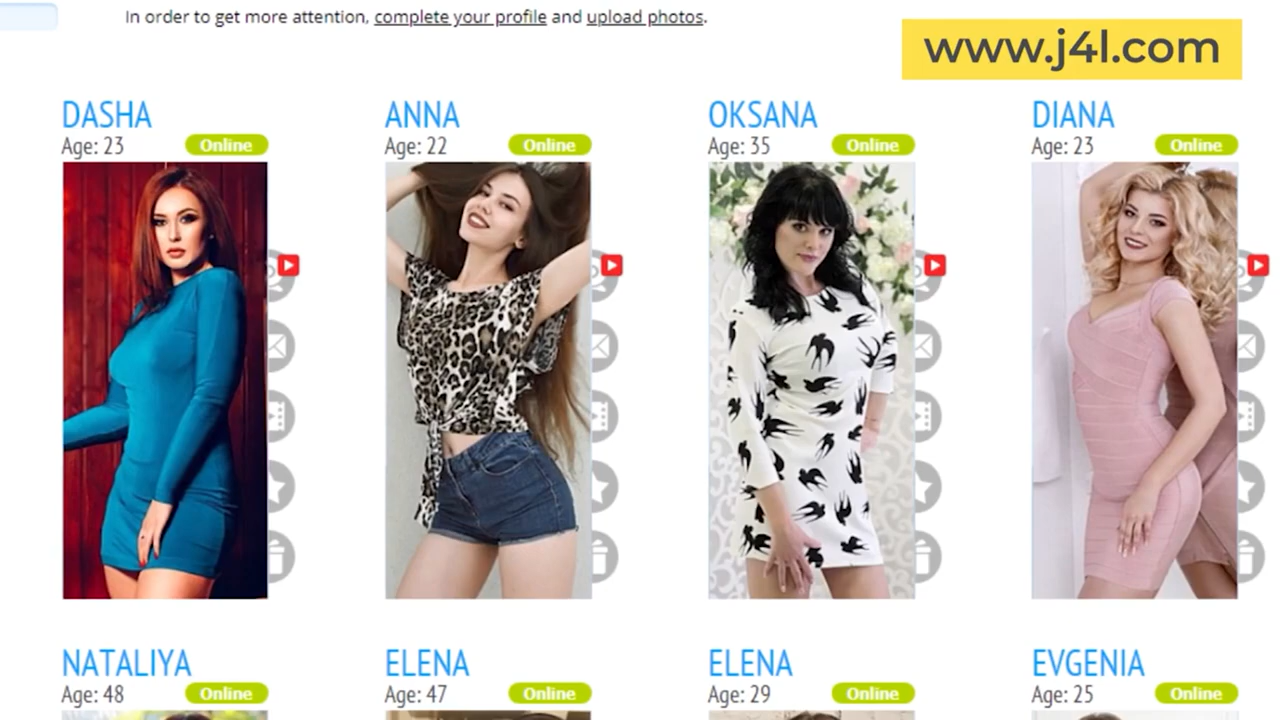 In order to get more attention, complete your profile and upload photos.
www.j4l.com
DASHA
Age: 23 Online
ANNA
Age: 22 Online
OKSANA
Age: 35 Online
DIANA
Age: 23 Online
NATALIYA
Age: 48 Online
ELENA
Age: 47 Online
ELENA
Age: 29 Online
EVGENIA
Age: 25 Online